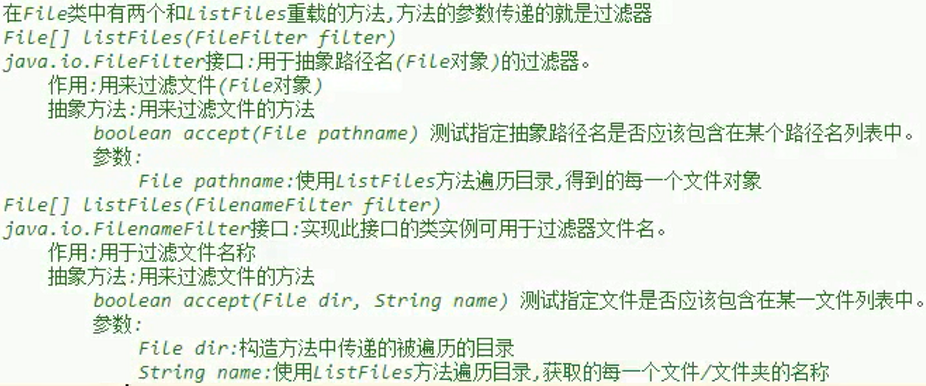 在File类中有两个和ListFiles重载的方法,方法的参数传递的就是过滤器
File[] listFiles(FileFilter filter)
java.io.FileFilter接口:用于抽象路径名(File对象)的过滤器。
作用:用来过滤文件(File对象)
抽象方法:用来过滤文件的方法
boolean accept(File pathname) 测试指定抽象路径名是否应该包含在某个路径名列表中。
参数:
File pathname:使用ListFiles方法遍历目录,得到的每一个文件对象
File[] listFiles(FilenameFilter filter)
java.io.FilenameFilter接口:实现此接口的类实例可用于过滤器文件名。
作用:用于过滤文件名称
抽象方法:用来过滤文件的方法
boolean accept(File dir, String name) 测试指定文件是否应该包含在某一文件列表中。
参数:
File dir:构造方法中传递的被遍历的目录
String name:使用ListFiles方法遍历目录,获取的每一个文件/文件夹的名称